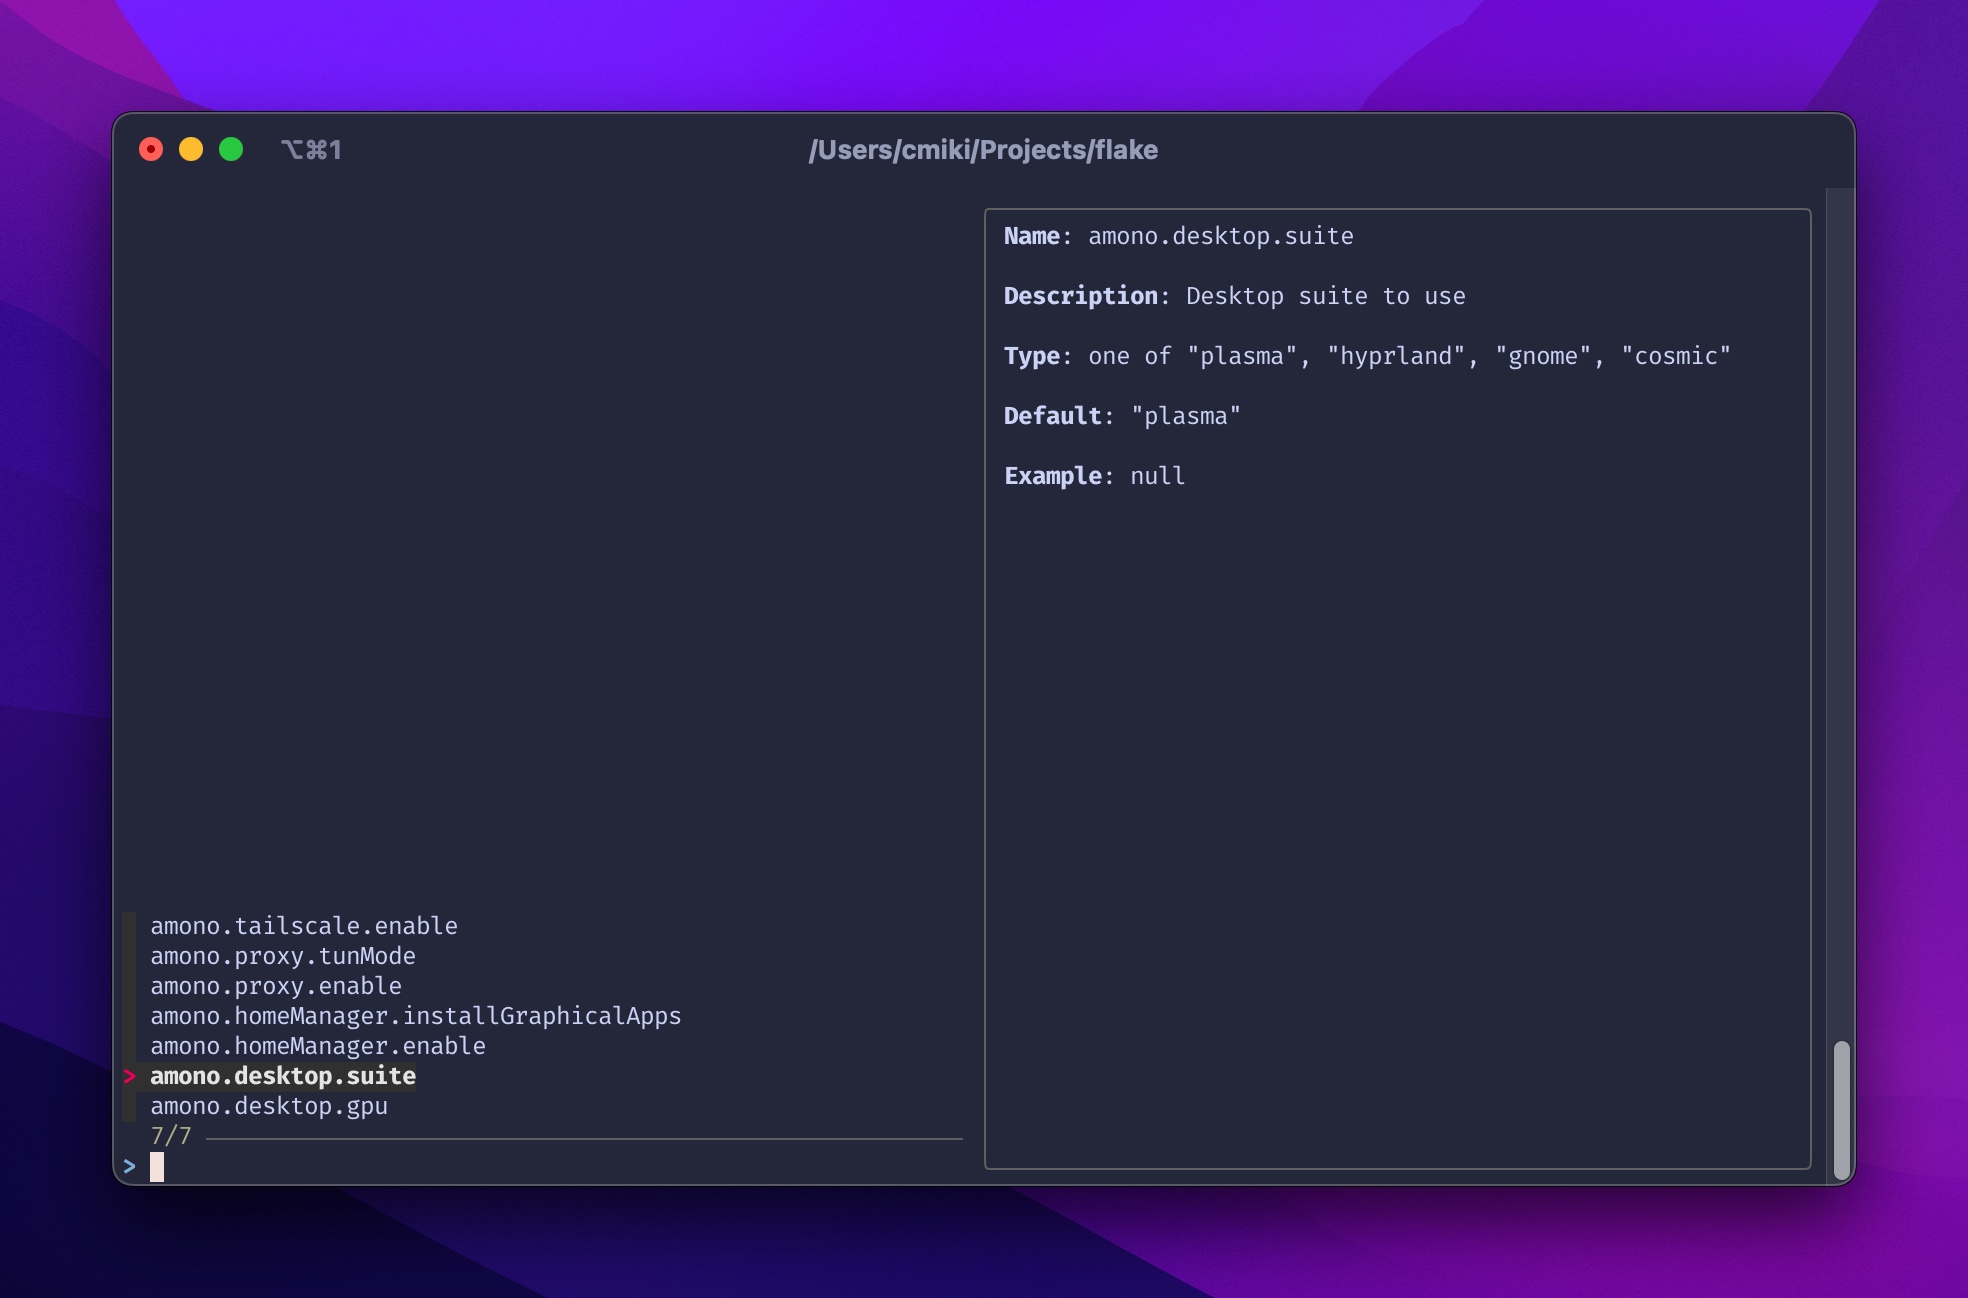 ⌥⌘1
/Users/cmiki/Projects/flake
Name: amono.desktop.suite
Description: Desktop suite to use
Type: one of "plasma", "hyprland", "gnome", "cosmic"
Default: "plasma"
Example: null
amono.tailscale.enable
amono.proxy.tunMode
amono.proxy.enable
amono.homeManager.installGraphicalApps
amono.homeManager.enable
> amono.desktop.suite
amono.desktop.gpu
7/7
>